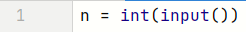 1 n = int(input())